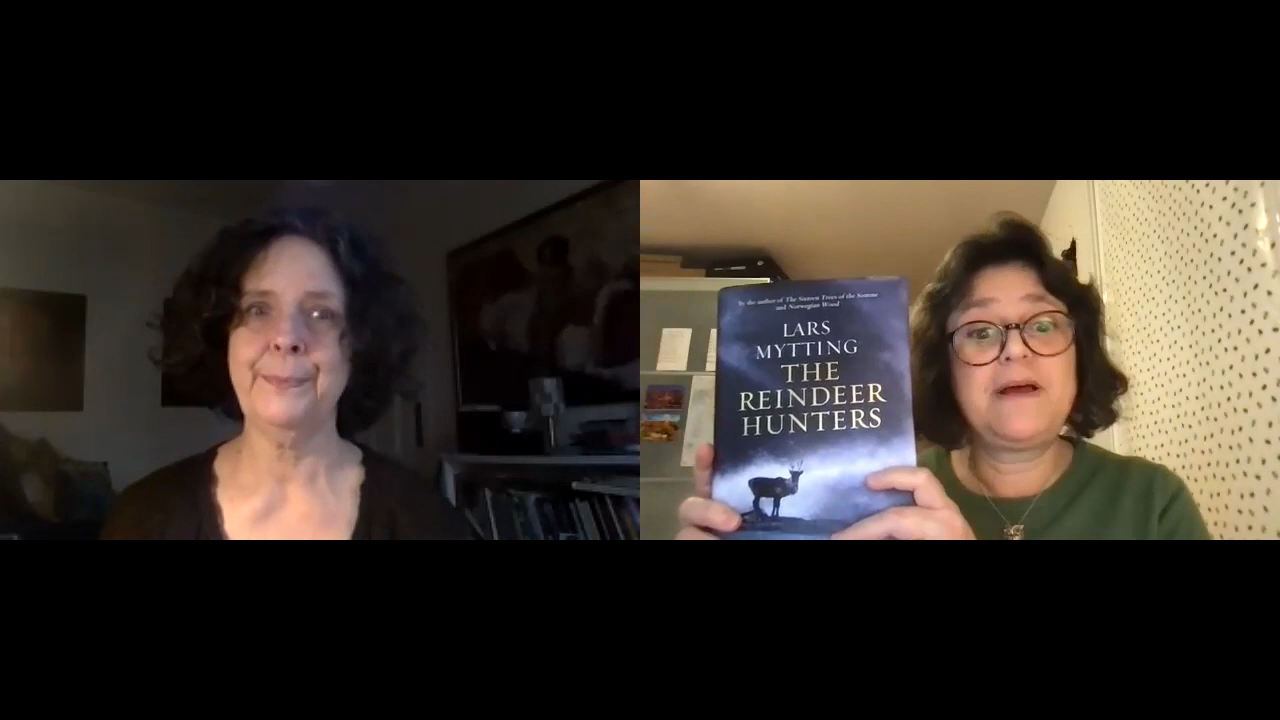 By the author of The Sixteen Trees of the Somme
and Norwegian Wood
LARS
MYTTING
THE
REINDEER
HUNTERS